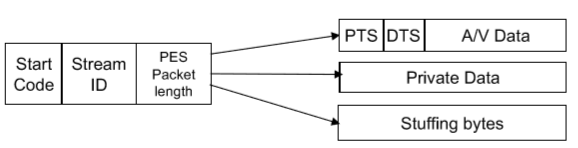 Start
Code
Stream
ID
PES
Packet
length
PTS DTS A/V Data
Private Data
Stuffing bytes